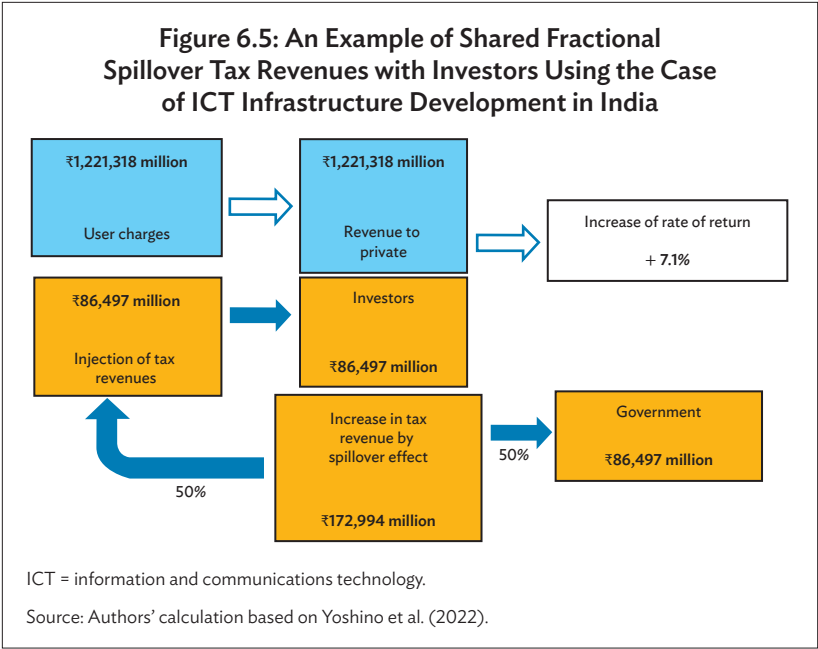 Figure 6.5: An Example of Shared Fractional
Spillover Tax Revenues with Investors Using the Case
of ICT Infrastructure Development in India
₹1,221,318 million
User charges
₹1,221,318 million
Revenue to
private
Increase of rate of return
+ 7.1%
₹86,497 million
Injection of tax
revenues
Investors
₹86,497 million
Increase in tax
revenue by
spillover effect
₹172,994 million
50%
50%
Government
₹86,497 million
ICT = information and communications technology.
Source: Authors’ calculation based on Yoshino et al. (2022).